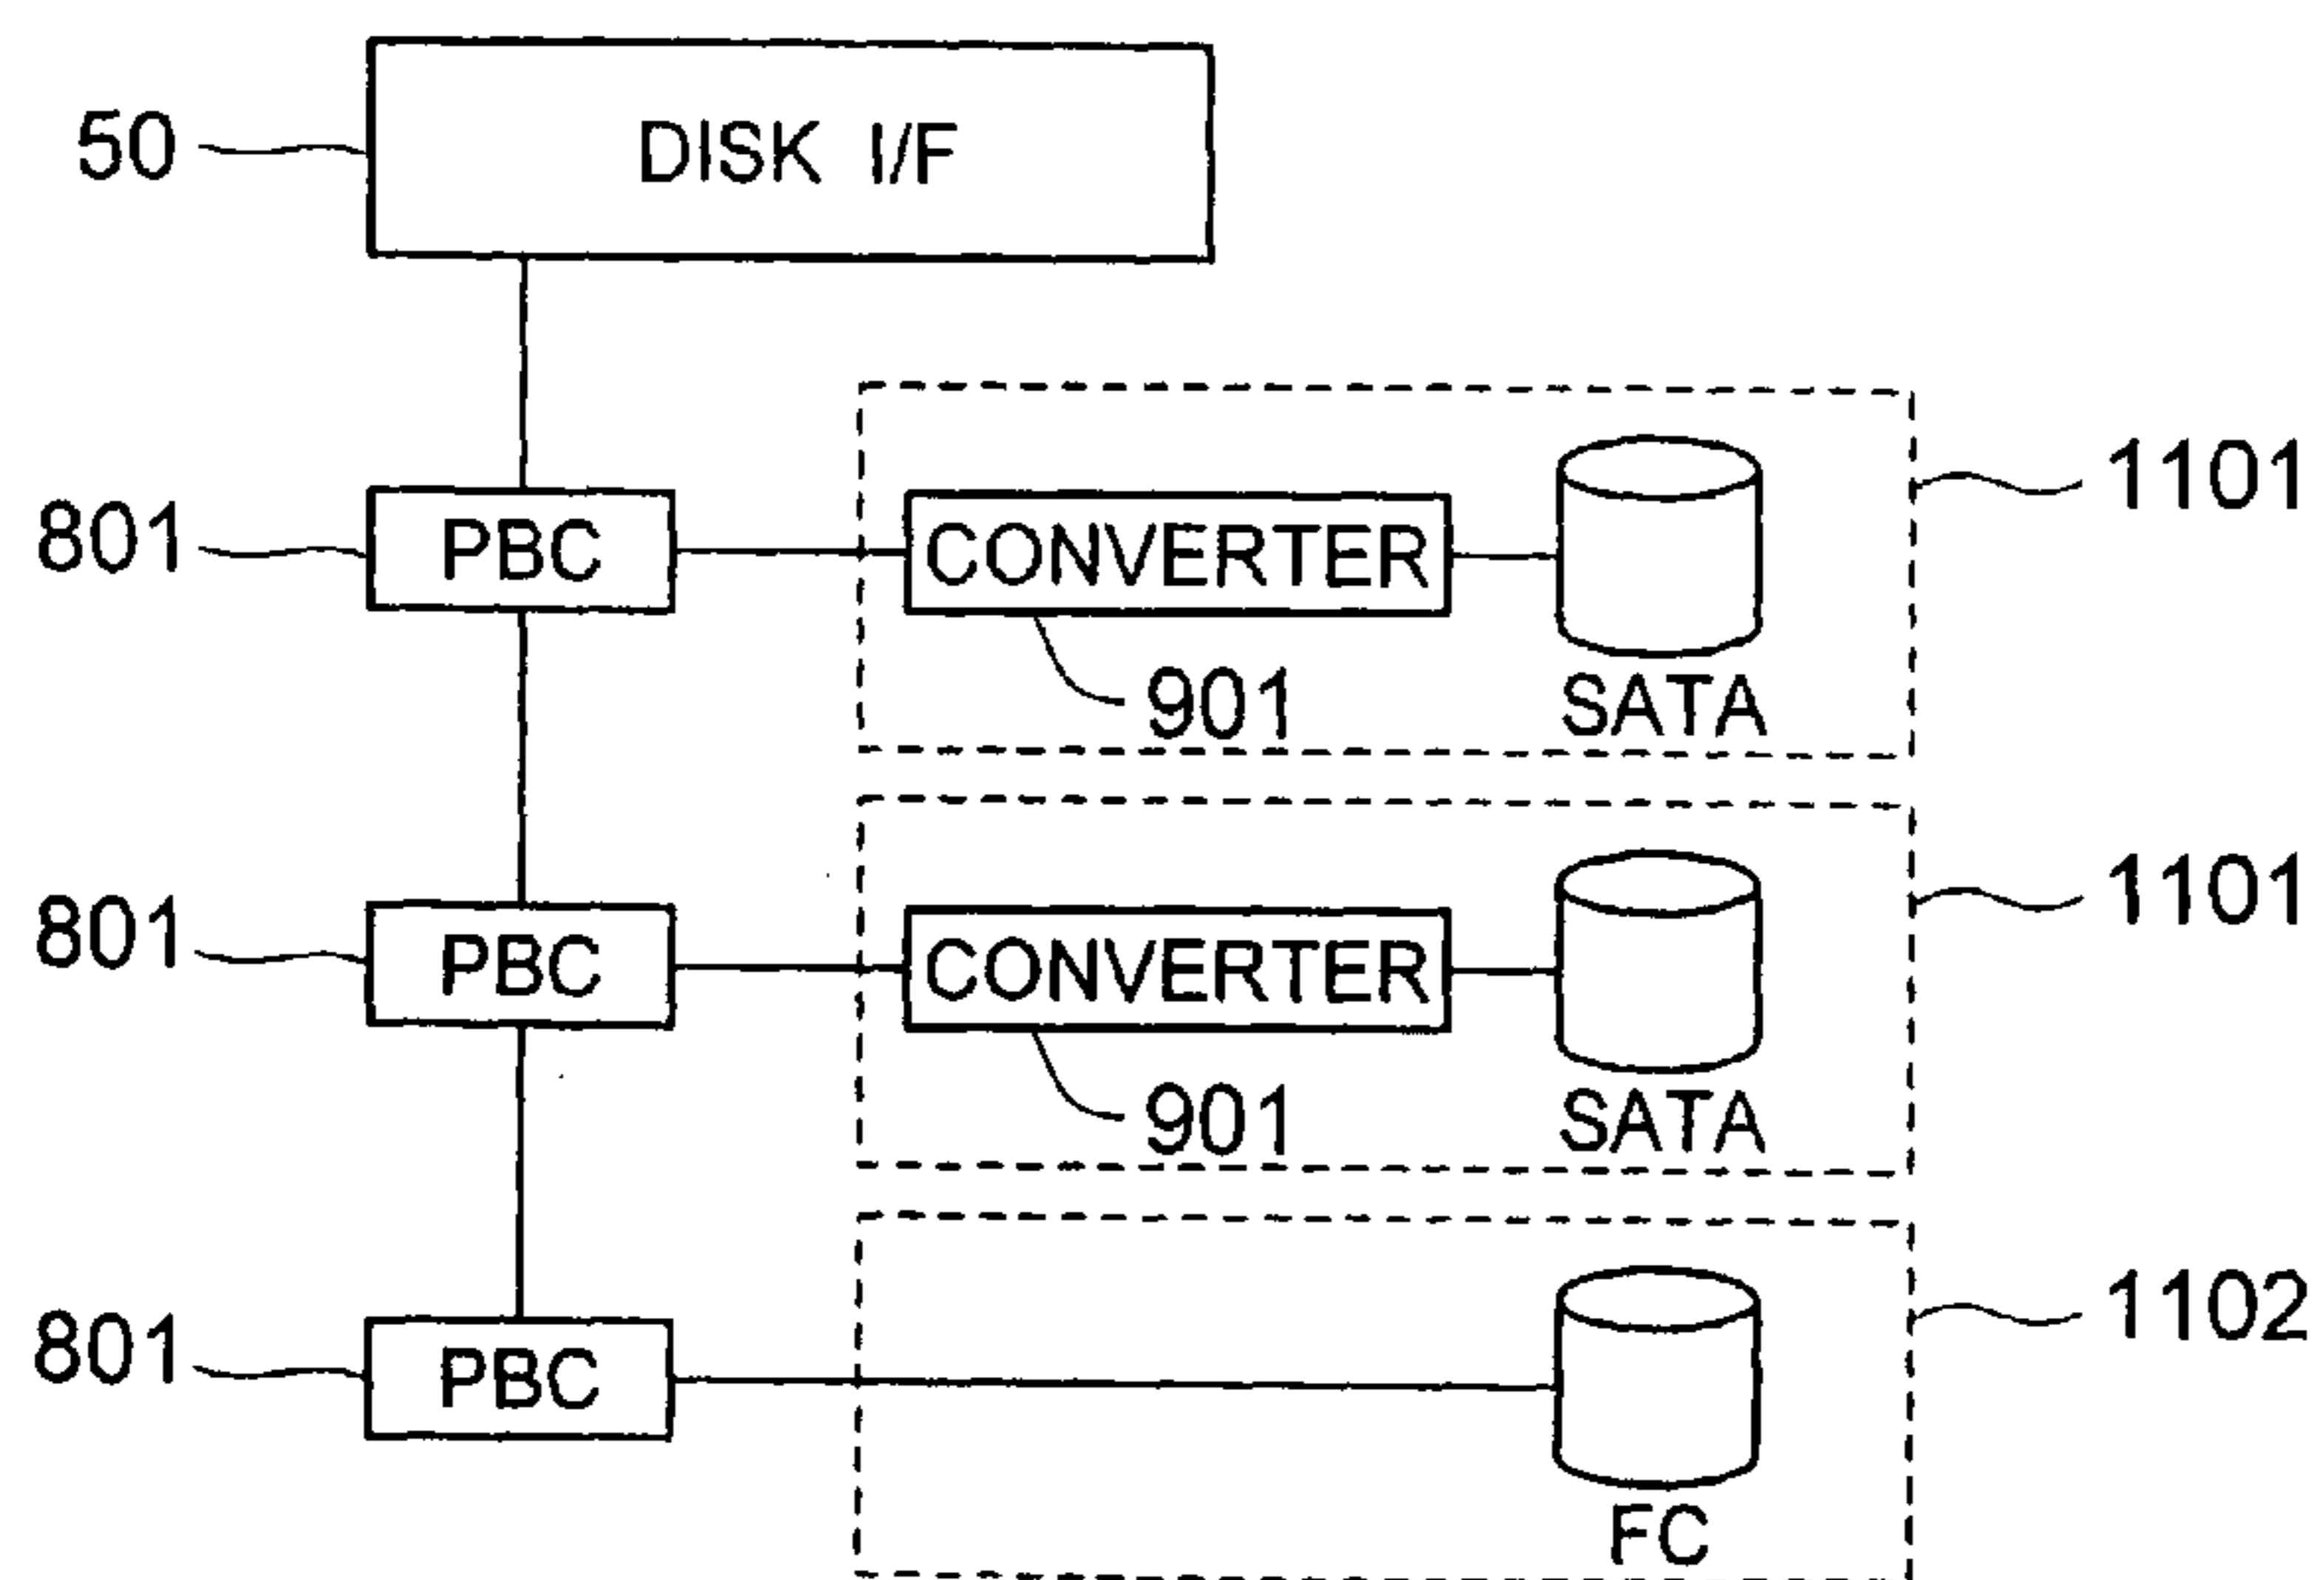 50
DISK I/F
801
PBC
CONVERTER
1101
901
SATA
801
PBC
CONVERTER
1101
901
SATA
801
PBC
1102
FC